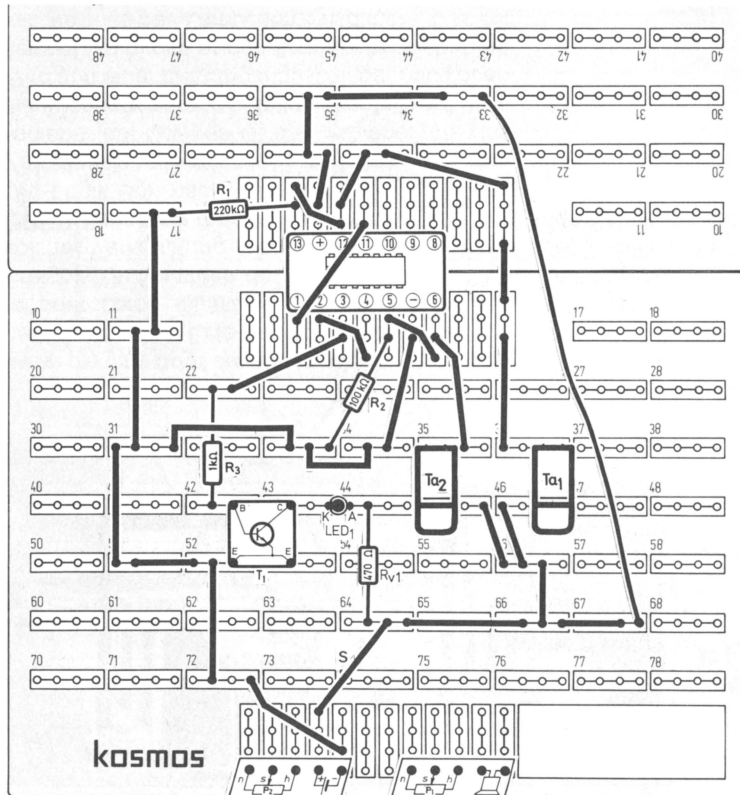 48 47 46 45 44 43 42 41 40
38 37 36 35 34 33 32 31 30
28 27 22 21 20
R1
220kΩ
18 17 11 10
13 + 12 11 10 9 8
1 2 3 4 5 − 6
10 11 17 18
20 21 22 27 28
100kΩ
R2
30 31 35 37 38
1kΩ
R3
Ta2
Ta1
40 42 43 44 46 48
B C
K A
LED1
E E
T1
50 52 54 55 57 58
470 Ω
Rv1
60 61 62 63 64 65 66 67 68
S
70 71 72 73 75 76 77 78
kosmos
n s h + −
P2
n s h
P1